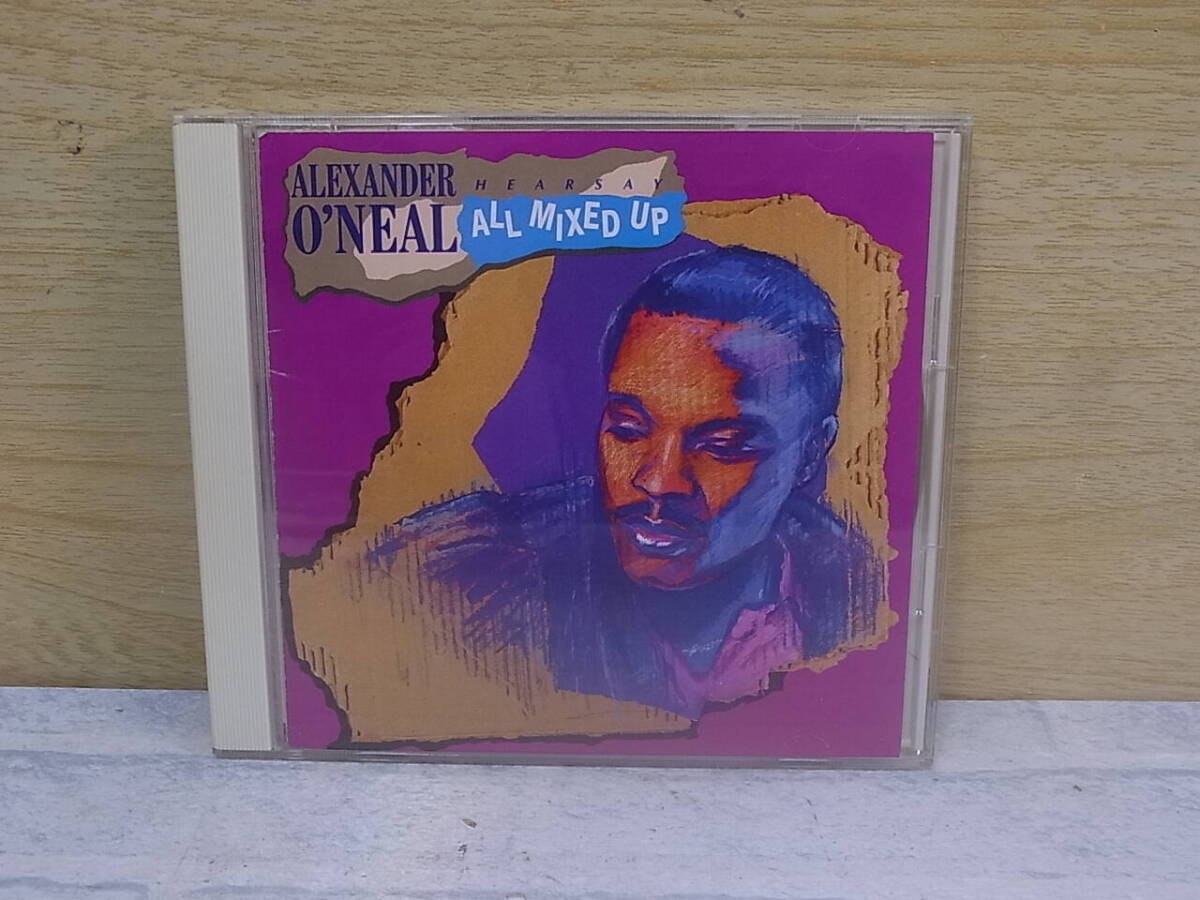 ALEXANDER
O'NEAL
HEARSAY
ALL MIXED UP